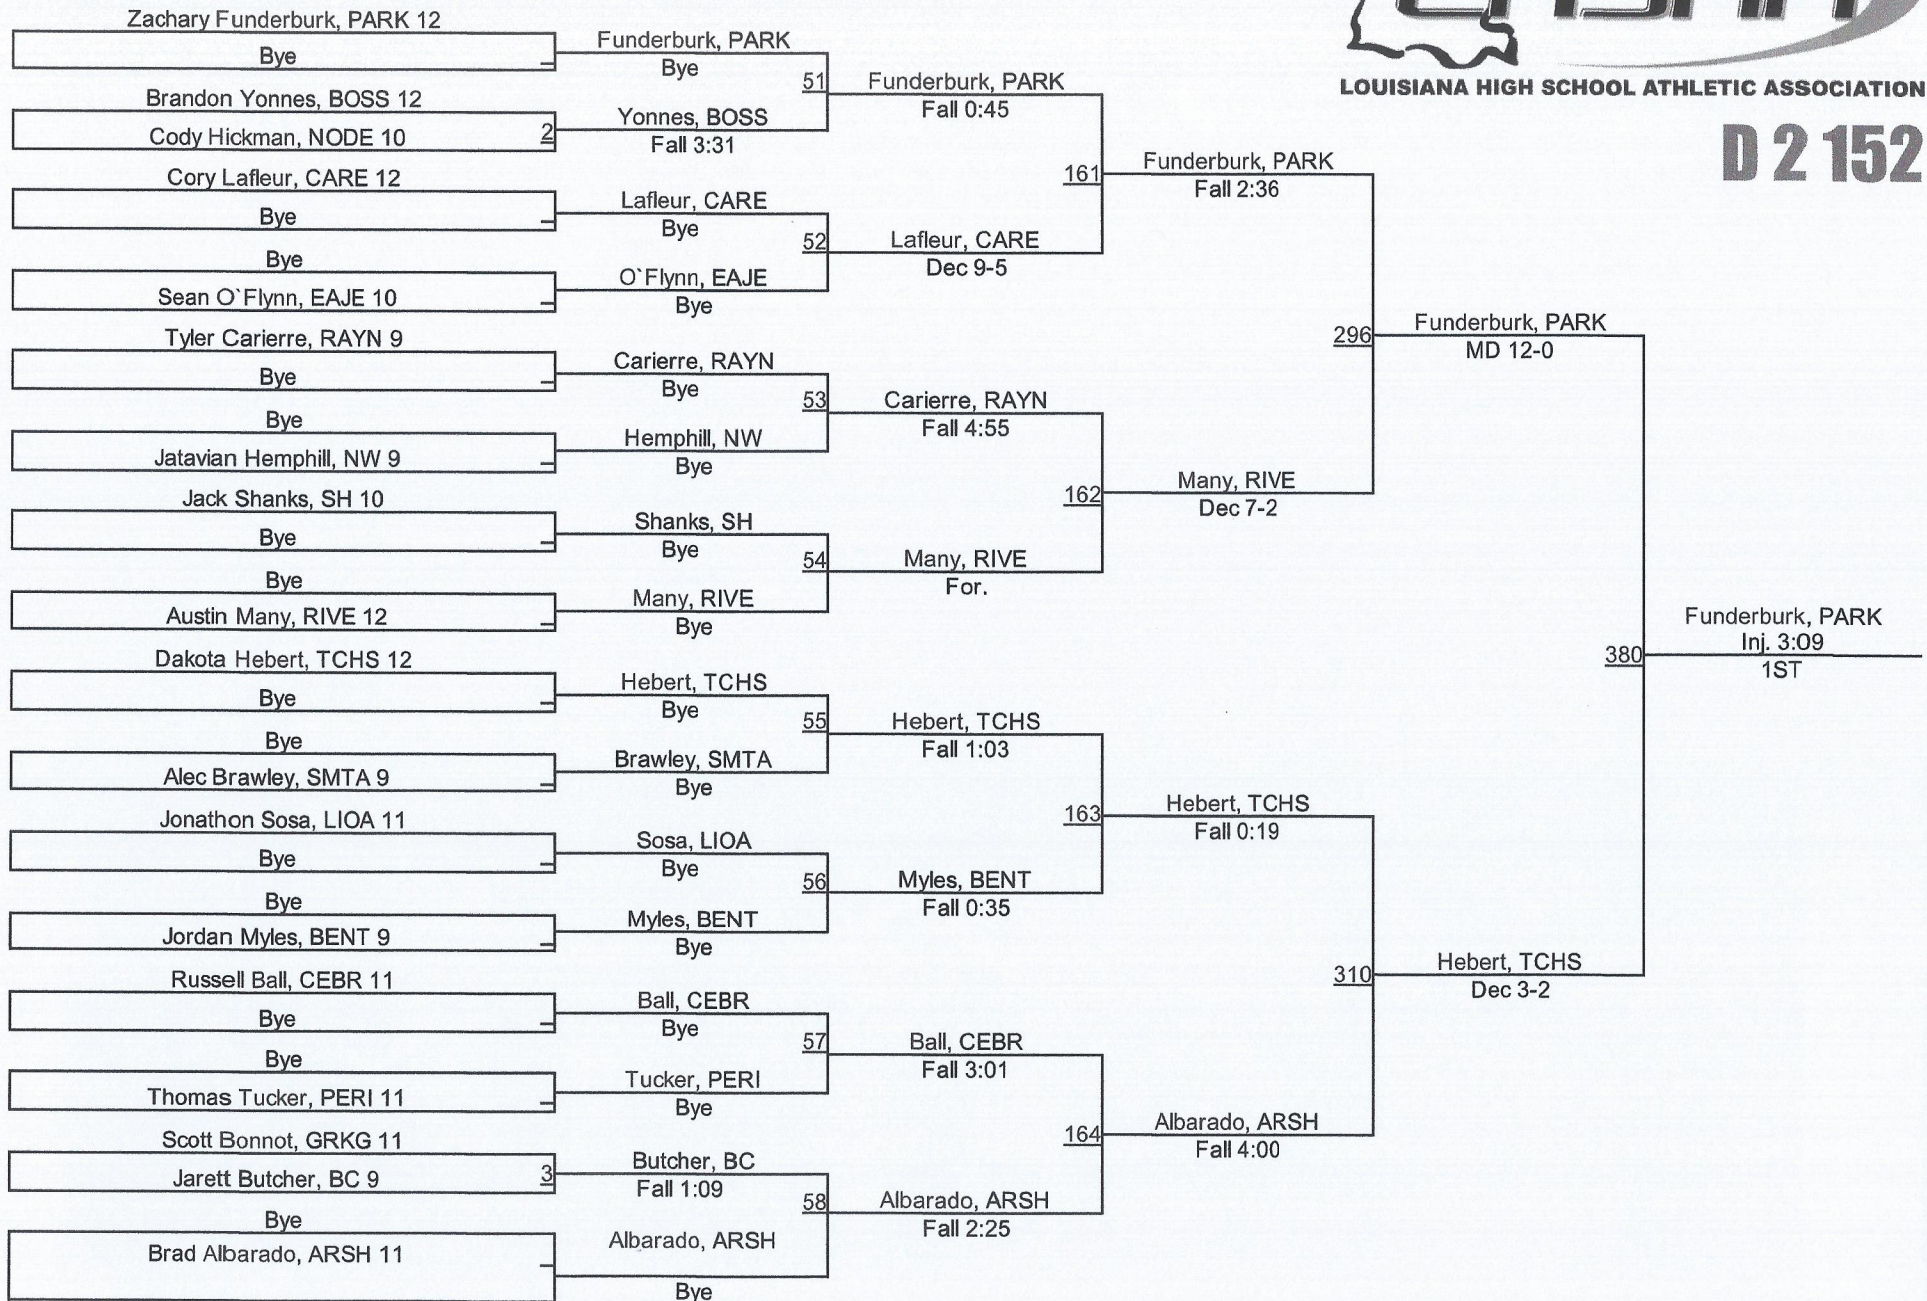 Zachary Funderburk, PARK 12
Bye
Brandon Yonnes, BOSS 12
2
Cody Hickman, NODE 10
Cory Lafleur, CARE 12
Bye
Bye
Sean O`Flynn, EAJE 10
Tyler Carierre, RAYN 9
Bye
Bye
Jatavian Hemphill, NW 9
Jack Shanks, SH 10
Bye
Bye
Austin Many, RIVE 12
Dakota Hebert, TCHS 12
Bye
Bye
Alec Brawley, SMTA 9
Jonathon Sosa, LIOA 11
Bye
Bye
Jordan Myles, BENT 9
Russell Ball, CEBR 11
Bye
Bye
Thomas Tucker, PERI 11
Scott Bonnot, GRKG 11
3
Jarett Butcher, BC 9
Bye
Brad Albarado, ARSH 11
Funderburk, PARK
Bye
51
Yonnes, BOSS
Fall 3:31
Lafleur, CARE
Bye
52
O`Flynn, EAJE
Bye
Carierre, RAYN
Bye
53
Hemphill, NW
Bye
Shanks, SH
Bye
54
Many, RIVE
Bye
Hebert, TCHS
Bye
55
Brawley, SMTA
Bye
Sosa, LIOA
Bye
56
Myles, BENT
Bye
Ball, CEBR
Bye
57
Tucker, PERI
Bye
Butcher, BC
Fall 1:09
58
Albarado, ARSH
Bye
Funderburk, PARK
Fall 0:45
161
Lafleur, CARE
Dec 9-5
Carierre, RAYN
Fall 4:55
162
Many, RIVE
For.
Hebert, TCHS
Fall 1:03
163
Myles, BENT
Fall 0:35
Ball, CEBR
Fall 3:01
164
Albarado, ARSH
Fall 2:25
Funderburk, PARK
Fall 2:36
296
Many, RIVE
Dec 7-2
Hebert, TCHS
Fall 0:19
310
Albarado, ARSH
Fall 4:00
Funderburk, PARK
MD 12-0
380
Hebert, TCHS
Dec 3-2
Funderburk, PARK
Inj. 3:09
1ST
LHSAA
LOUISIANA HIGH SCHOOL ATHLETIC ASSOCIATION
D 2 152